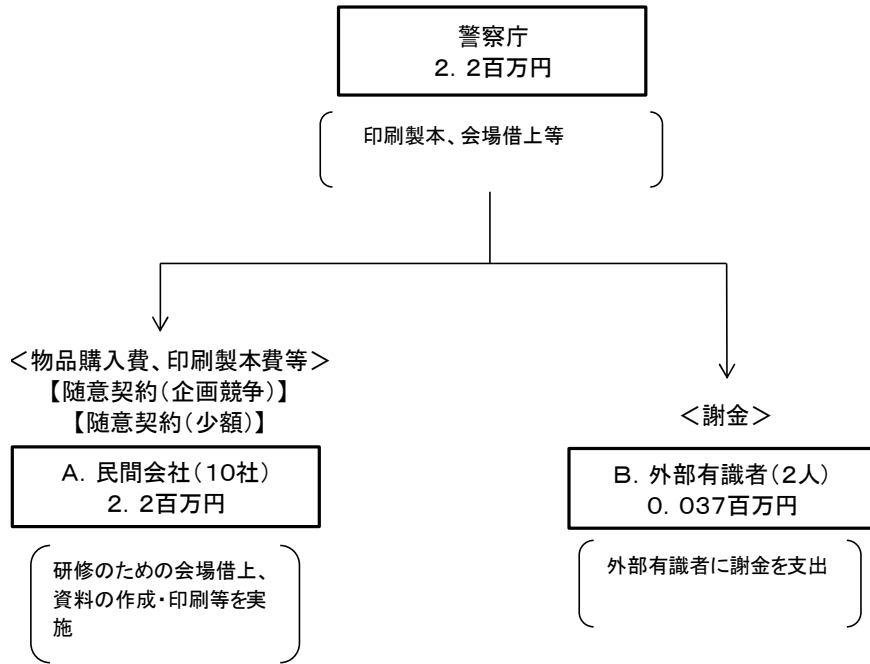 警察庁
２．２百万円
印刷製本、会場借上等
＜物品購入費、印刷製本費等＞
【随意契約（企画競争）】
【随意契約（少額）】
A．民間会社（１０社）
２．２百万円
研修のための会場借上、
資料の作成・印刷等を実
施
＜謝金＞
B．外部有識者（２人）
０．０３７百万円
外部有識者に謝金を支出